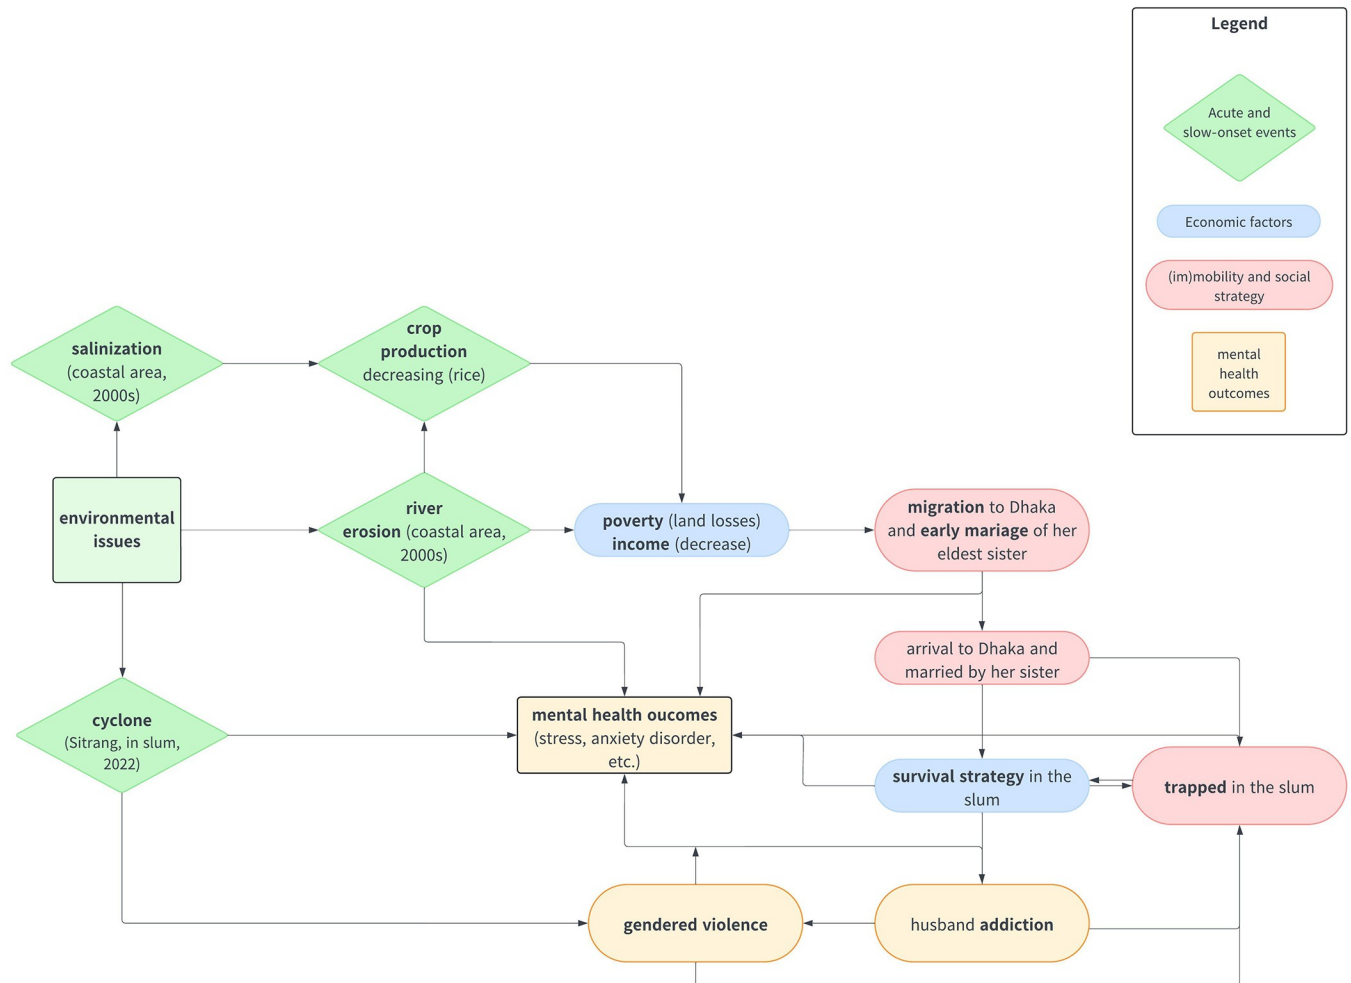 Legend
Acute and
slow-onset events
Economic factors
(im)mobility and social
strategy
mental
health
outcomes
salinization
(coastal area,
2000s)
crop
production
decreasing (rice)
environmental
issues
river
erosion (coastal area,
2000s)
poverty (land losses)
income (decrease)
migration to Dhaka
and early mariage of her
eldest sister
arrival to Dhaka and
married by her sister
cyclone
(Sitrang, in slum,
2022)
mental health oucomes
(stress, anxiety disorder,
etc.)
survival strategy in the
slum
trapped in the slum
gendered violence
husband addiction